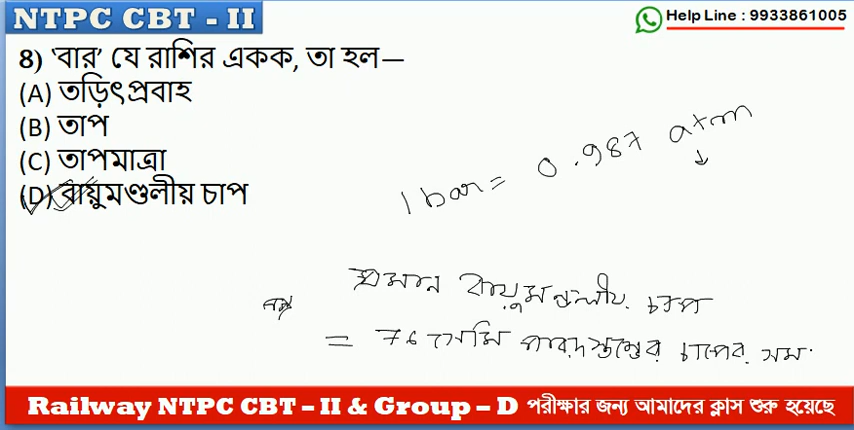 NTPC CBT - II
Help Line : 9933861005
8) 'বার' যে রাশির একক, তা হল—
(A) তড়িৎপ্রবাহ
(B) তাপ
(C) তাপমাত্রা
(D) বায়ুমণ্ডলীয় চাপ
1 bar = 0.987 atm
প্রমাণ বায়ুমণ্ডলীয় চাপ
= 76 সেমি পারদস্তম্ভের চাপের সমা
Railway NTPC CBT – II & Group – D পরীক্ষার জন্য আমাদের ক্লাস শুরু হয়েছে